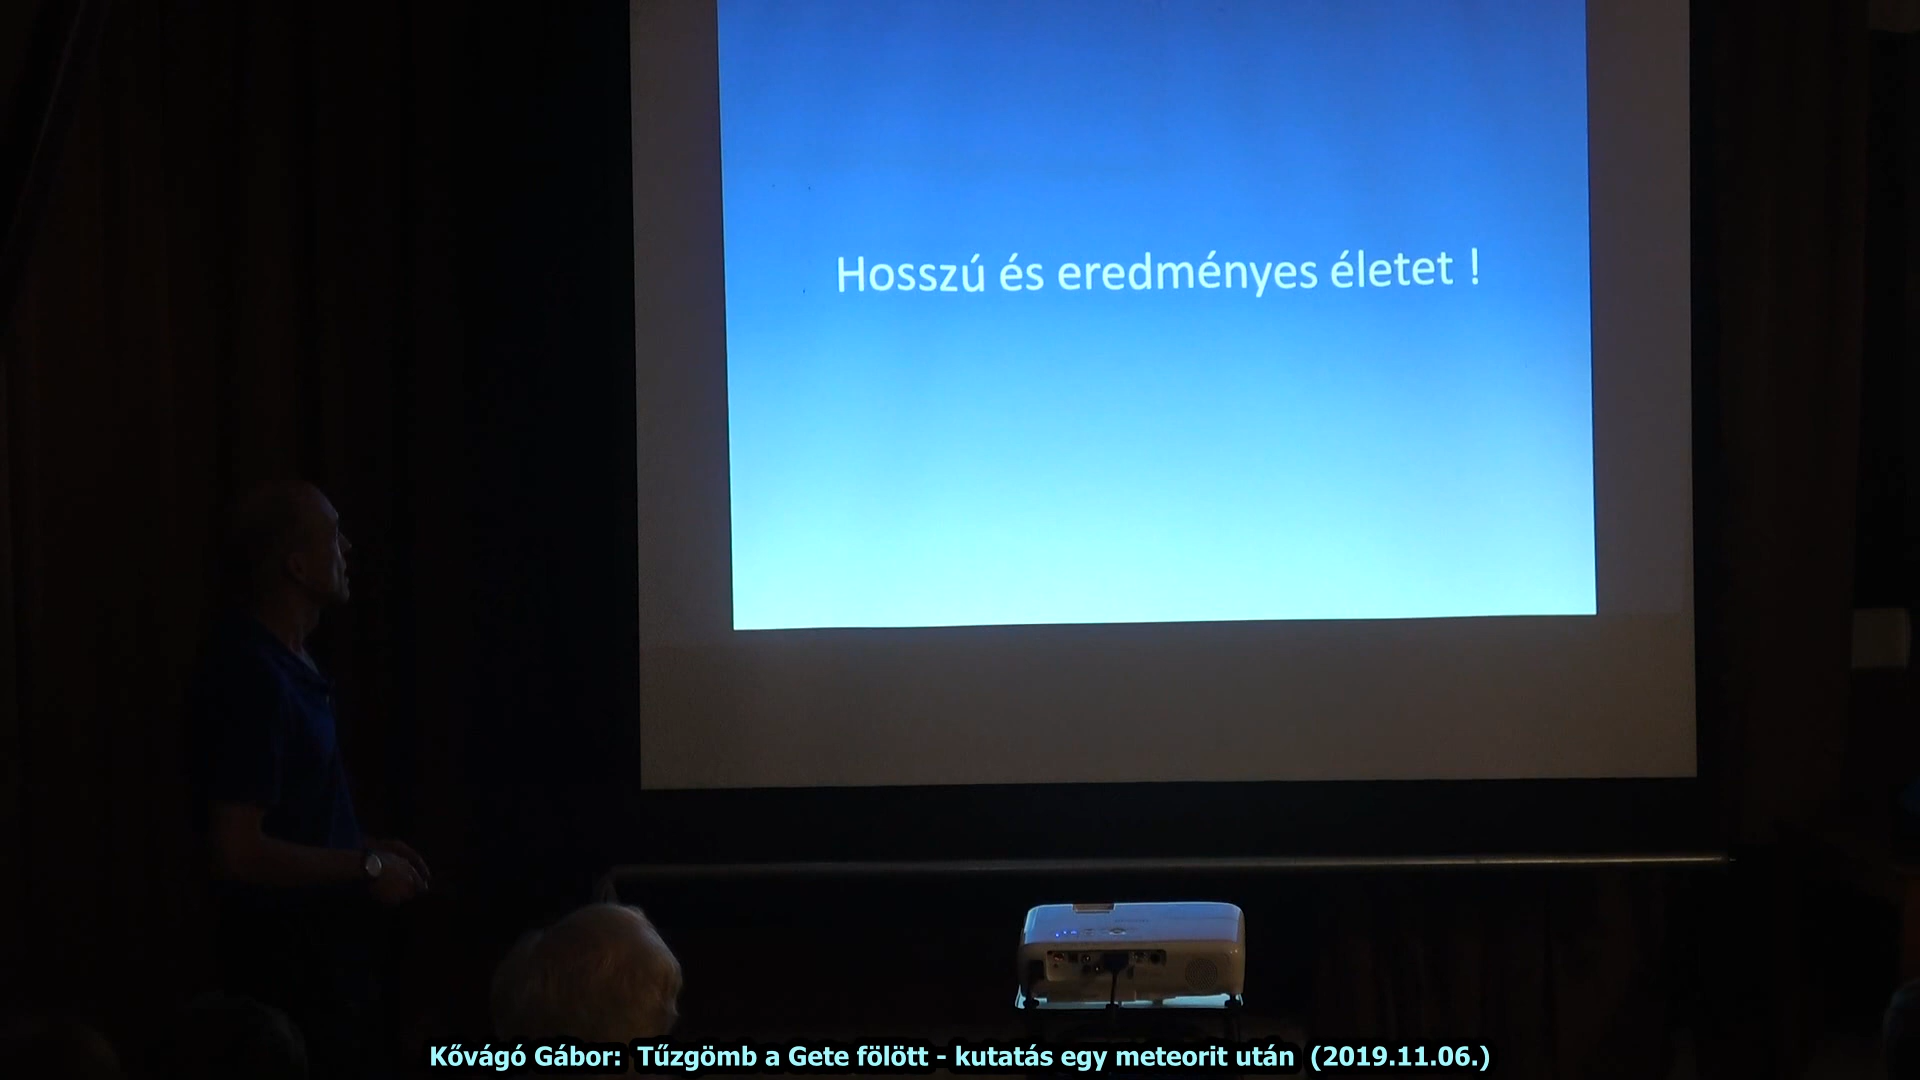 Hosszú és eredményes életet !
Kővágó Gábor: Tűzgömb a Gete fölött - kutatás egy meteorit után (2019.11.06.)